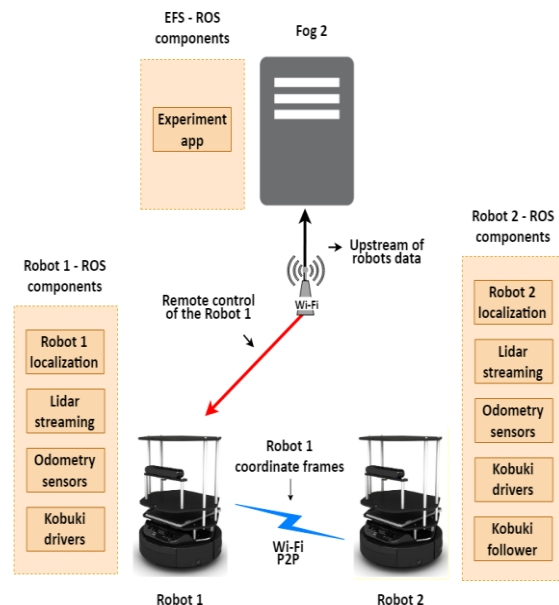 EFS - ROS
components
Fog 2
Experiment
app
Upstream of
robots data
Wi-Fi
Remote control
of the Robot 1
Robot 1 - ROS
components
Robot 1
localization
Lidar
streaming
Odometry
sensors
Kobuki
drivers
Robot 2 - ROS
components
Robot 2
localization
Lidar
streaming
Odometry
sensors
Kobuki
drivers
Kobuki
follower
Robot 1
coordinate frames
Wi-Fi
P2P
Robot 1
Robot 2